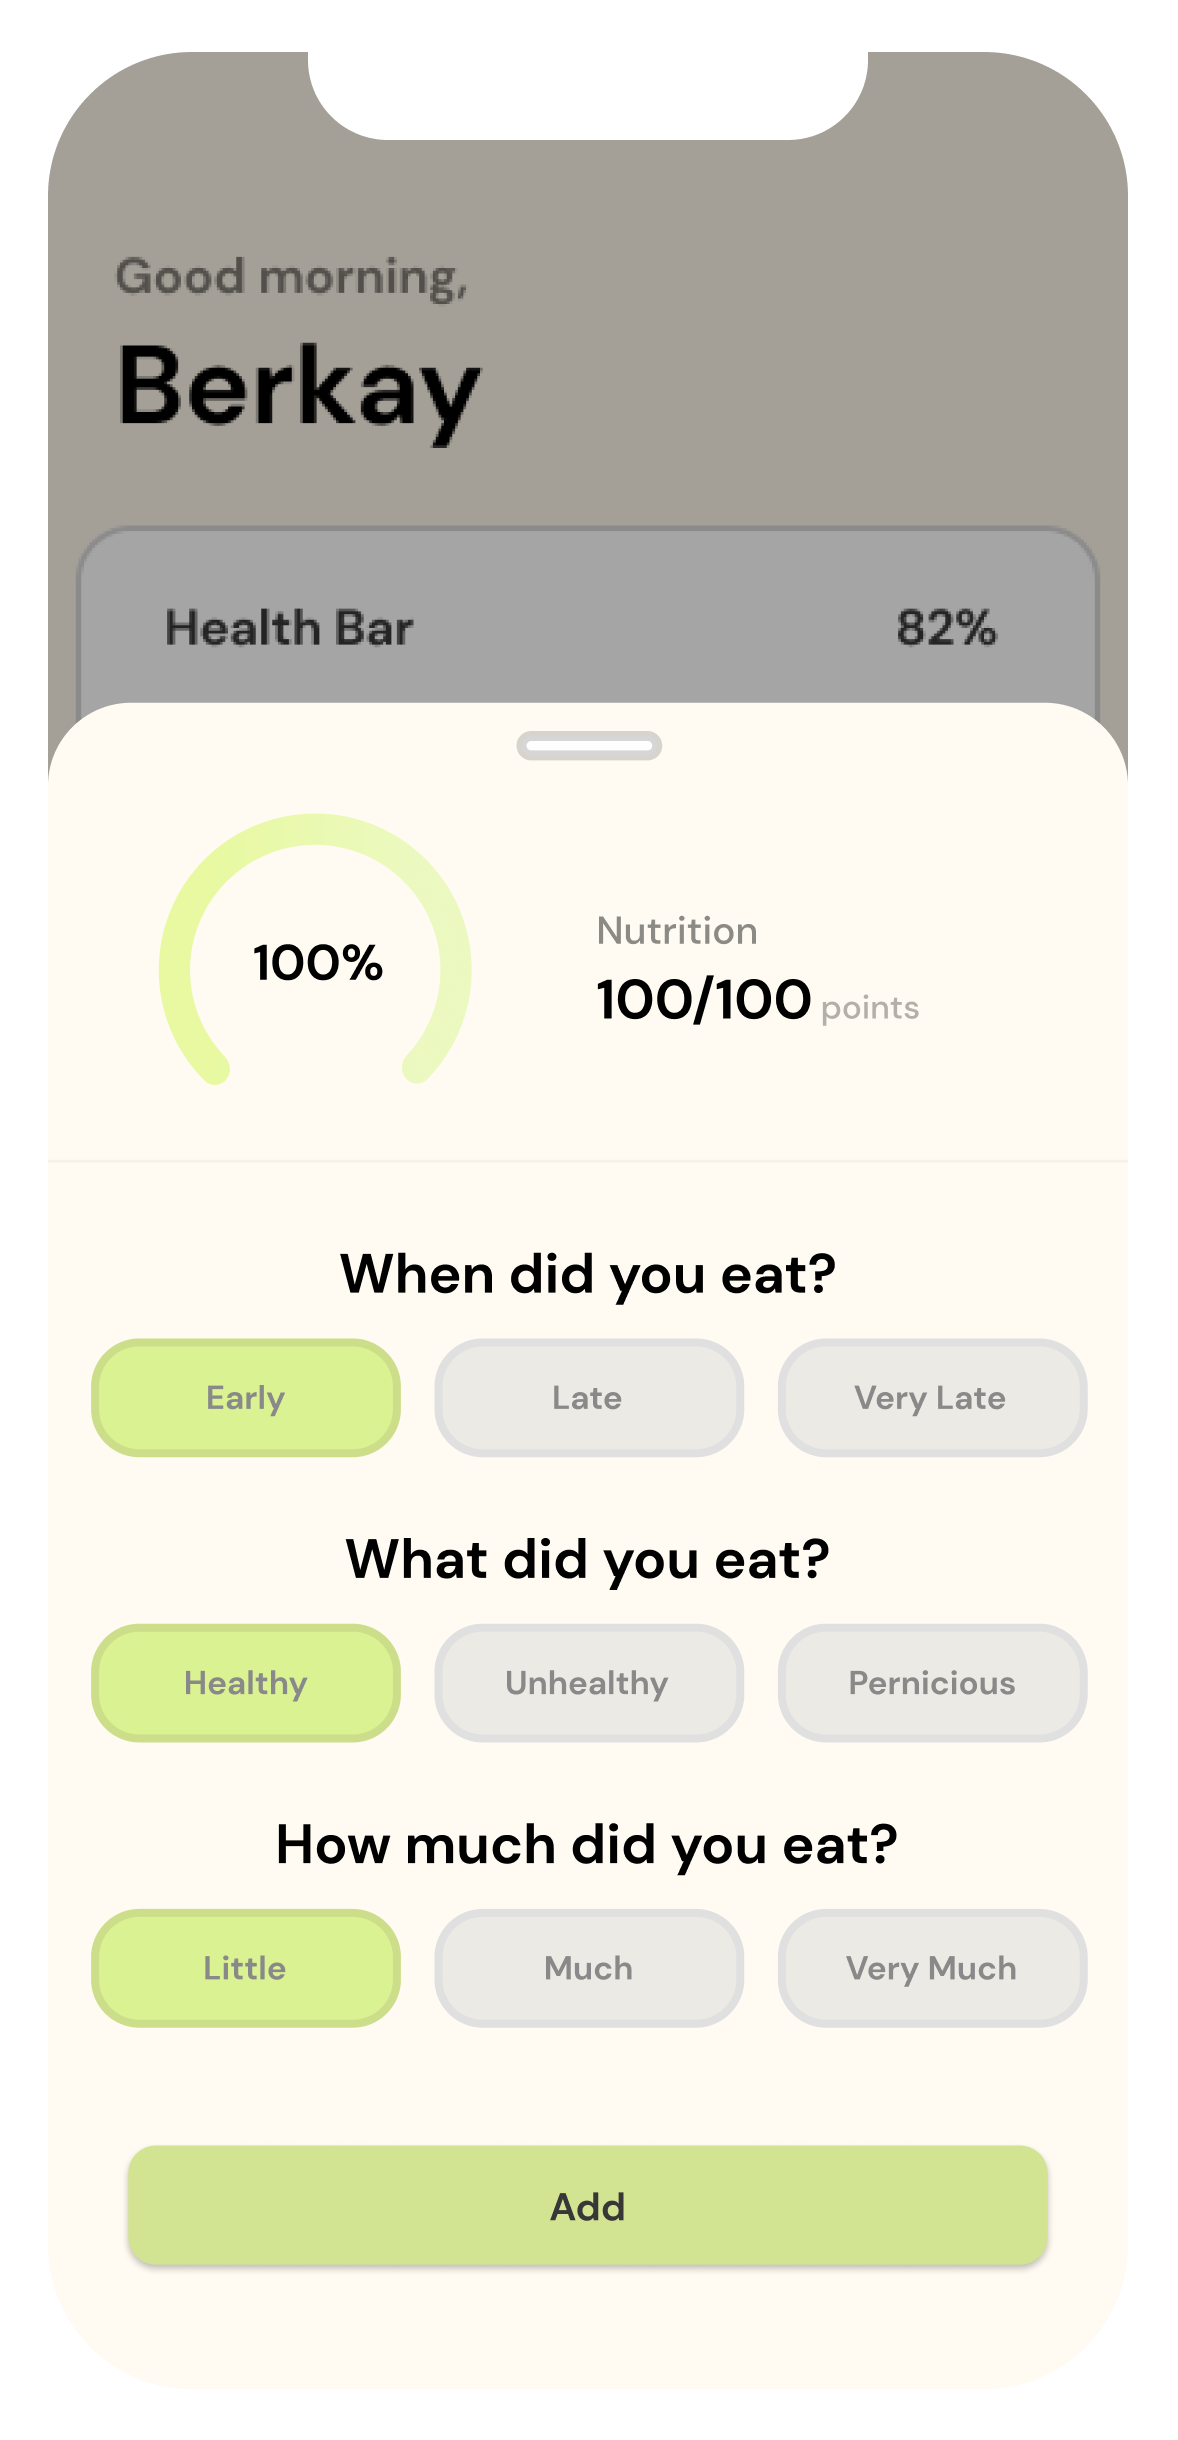 Good morning,
Berkay
Health Bar 82%
100%
Nutrition
100/100 points
When did you eat?
Early Late Very Late
What did you eat?
Healthy Unhealthy Pernicious
How much did you eat?
Little Much Very Much
Add